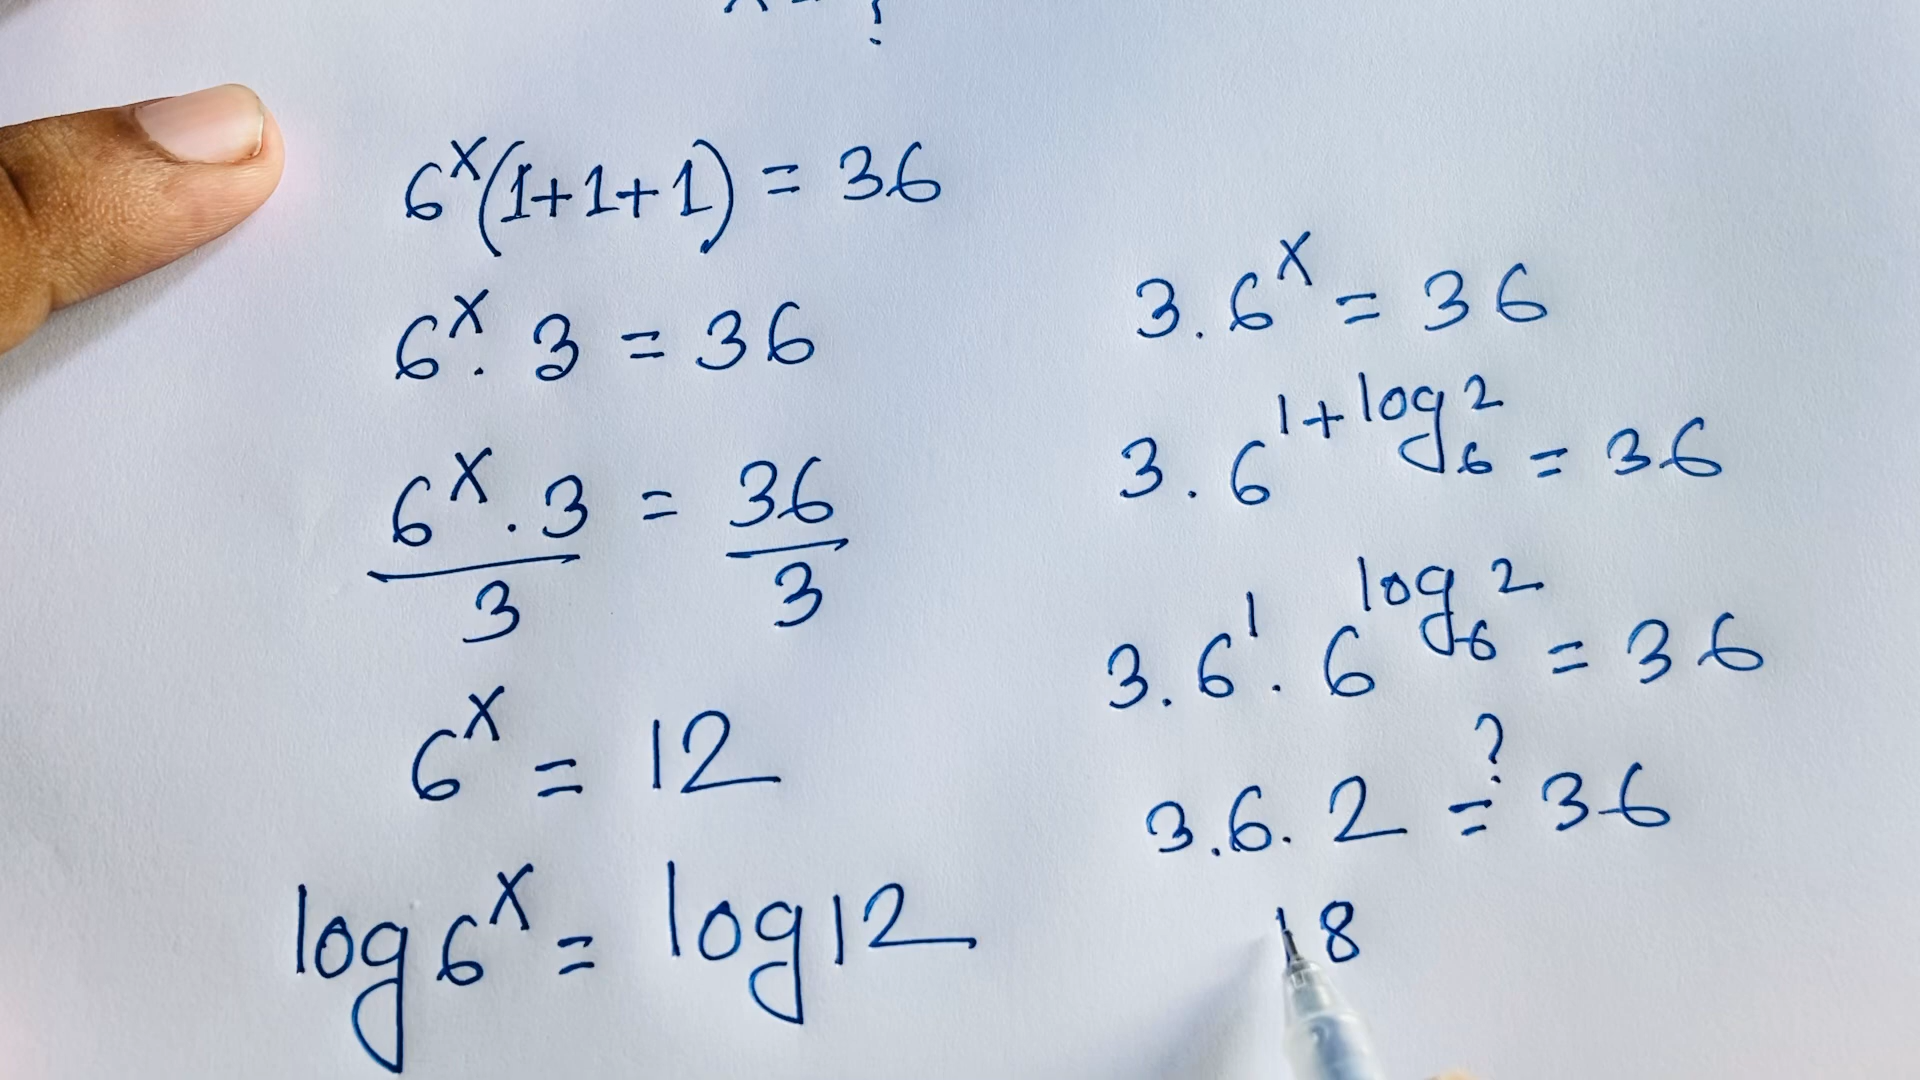 6^x(1+1+1) = 36
6^x . 3 = 36
6^x . 3 / 3 = 36 / 3
6^x = 12
log 6^x = log 12
3 . 6^x = 36
3 . 6^(1+log_6 2) = 36
3 . 6^1 . 6^(log_6 2) = 36
3 . 6 . 2 =? 36
18